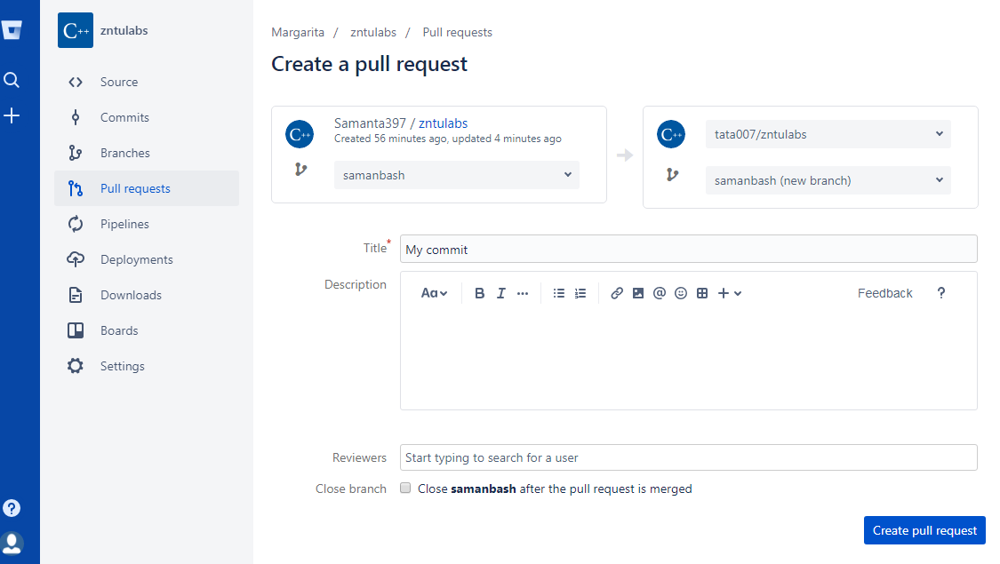 C++ zntulabs
Source
Commits
Branches
Pull requests
Pipelines
Deployments
Downloads
Boards
Settings
?
Margarita / zntulabs / Pull requests
Create a pull request
C++ Samanta397 / zntulabs
Created 56 minutes ago, updated 4 minutes ago
samanbash
C++ tata007/zntulabs
samanbash (new branch)
Title* My commit
Description
Aa B I ••• @ + Feedback ?
Reviewers Start typing to search for a user
Close branch Close samanbash after the pull request is merged
Create pull request